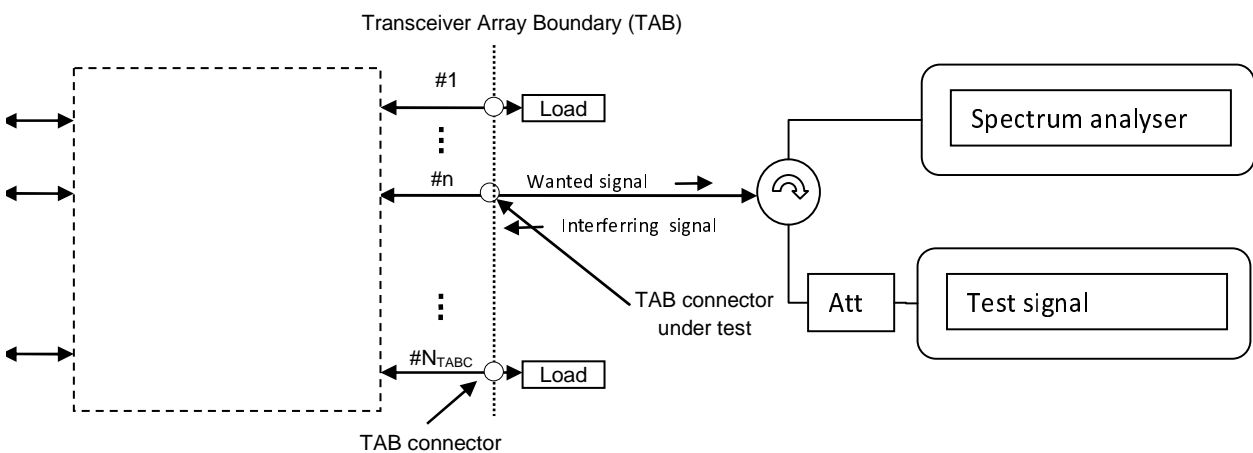 Transceiver Array Boundary (TAB)
#1
Load
Spectrum analyser
#n
Wanted signal
Interferring signal
TAB connector
under test
Att
Test signal
#NTABC
Load
TAB connector